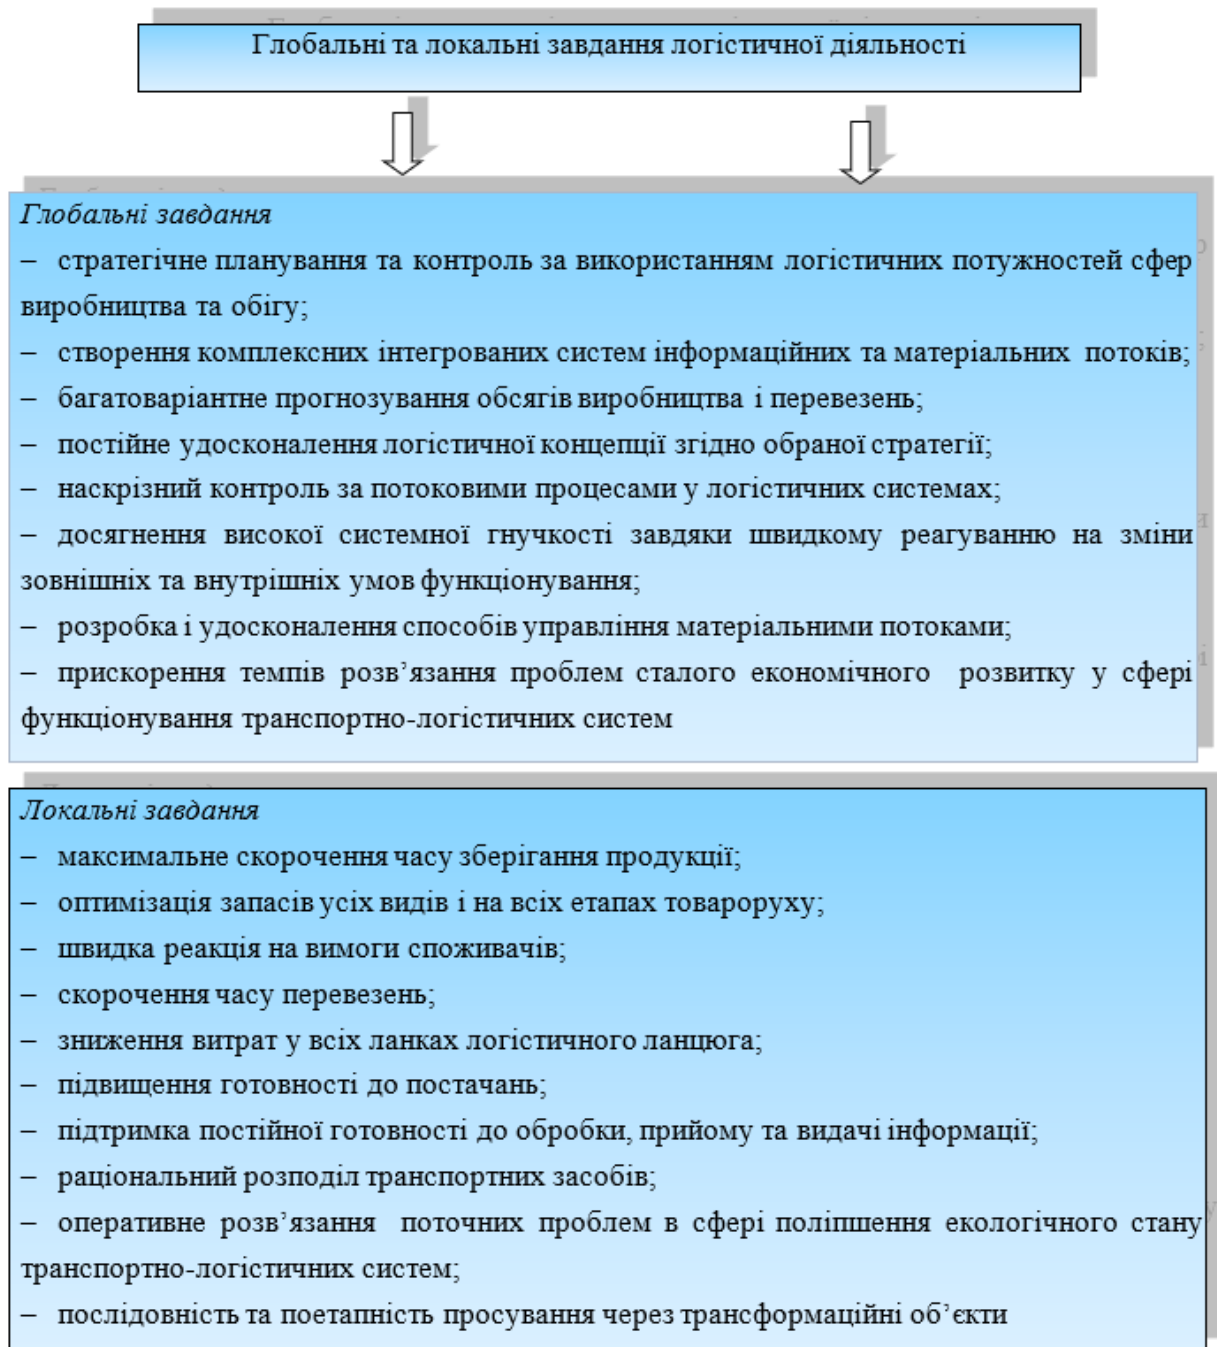 Глобальні та локальні завдання логістичної діяльності
Глобальні завдання
– стратегічне планування та контроль за використанням логістичних потужностей сфер
виробництва та обігу;
– створення комплексних інтегрованих систем інформаційних та матеріальних потоків;
– багатоваріантне прогнозування обсягів виробництва і перевезень;
– постійне удосконалення логістичної концепції згідно обраної стратегії;
– наскрізний контроль за потоковими процесами у логістичних системах;
– досягнення високої системної гнучкості завдяки швидкому реагуванню на зміни
зовнішніх та внутрішніх умов функціонування;
– розробка і удосконалення способів управління матеріальними потоками;
– прискорення темпів розв’язання проблем сталого економічного розвитку у сфері
функціонування транспортно-логістичних систем
Локальні завдання
– максимальне скорочення часу зберігання продукції;
– оптимізація запасів усіх видів і на всіх етапах товароруху;
– швидка реакція на вимоги споживачів;
– скорочення часу перевезень;
– зниження витрат у всіх ланках логістичного ланцюга;
– підвищення готовності до постачань;
– підтримка постійної готовності до обробки, прийому та видачі інформації;
– раціональний розподіл транспортних засобів;
– оперативне розв’язання поточних проблем в сфері поліпшення екологічного стану
транспортно-логістичних систем;
– послідовність та поетапність просування через трансформаційні об’єкти